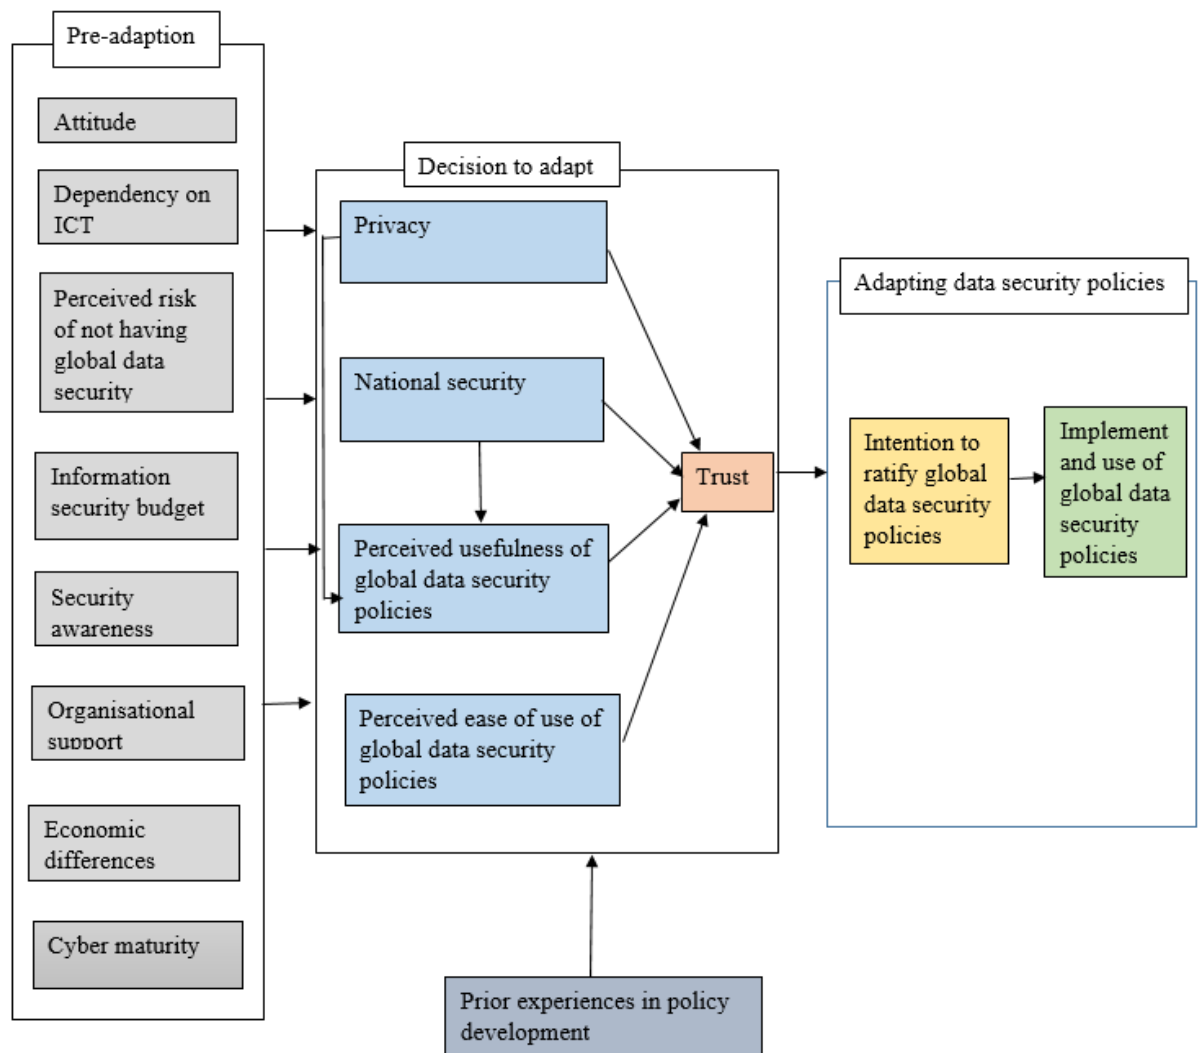 Pre-adaption
Attitude
Dependency on
ICT
Perceived risk
of not having
global data
security
Information
security budget
Security
awareness
Organisational
support
Economic
differences
Cyber maturity
Decision to adapt
Privacy
National security
Perceived usefulness of
global data security
policies
Perceived ease of use of
global data security
policies
Trust
Prior experiences in policy
development
Adapting data security policies
Intention to
ratify global
data security
policies
Implement
and use of
global data
security
policies